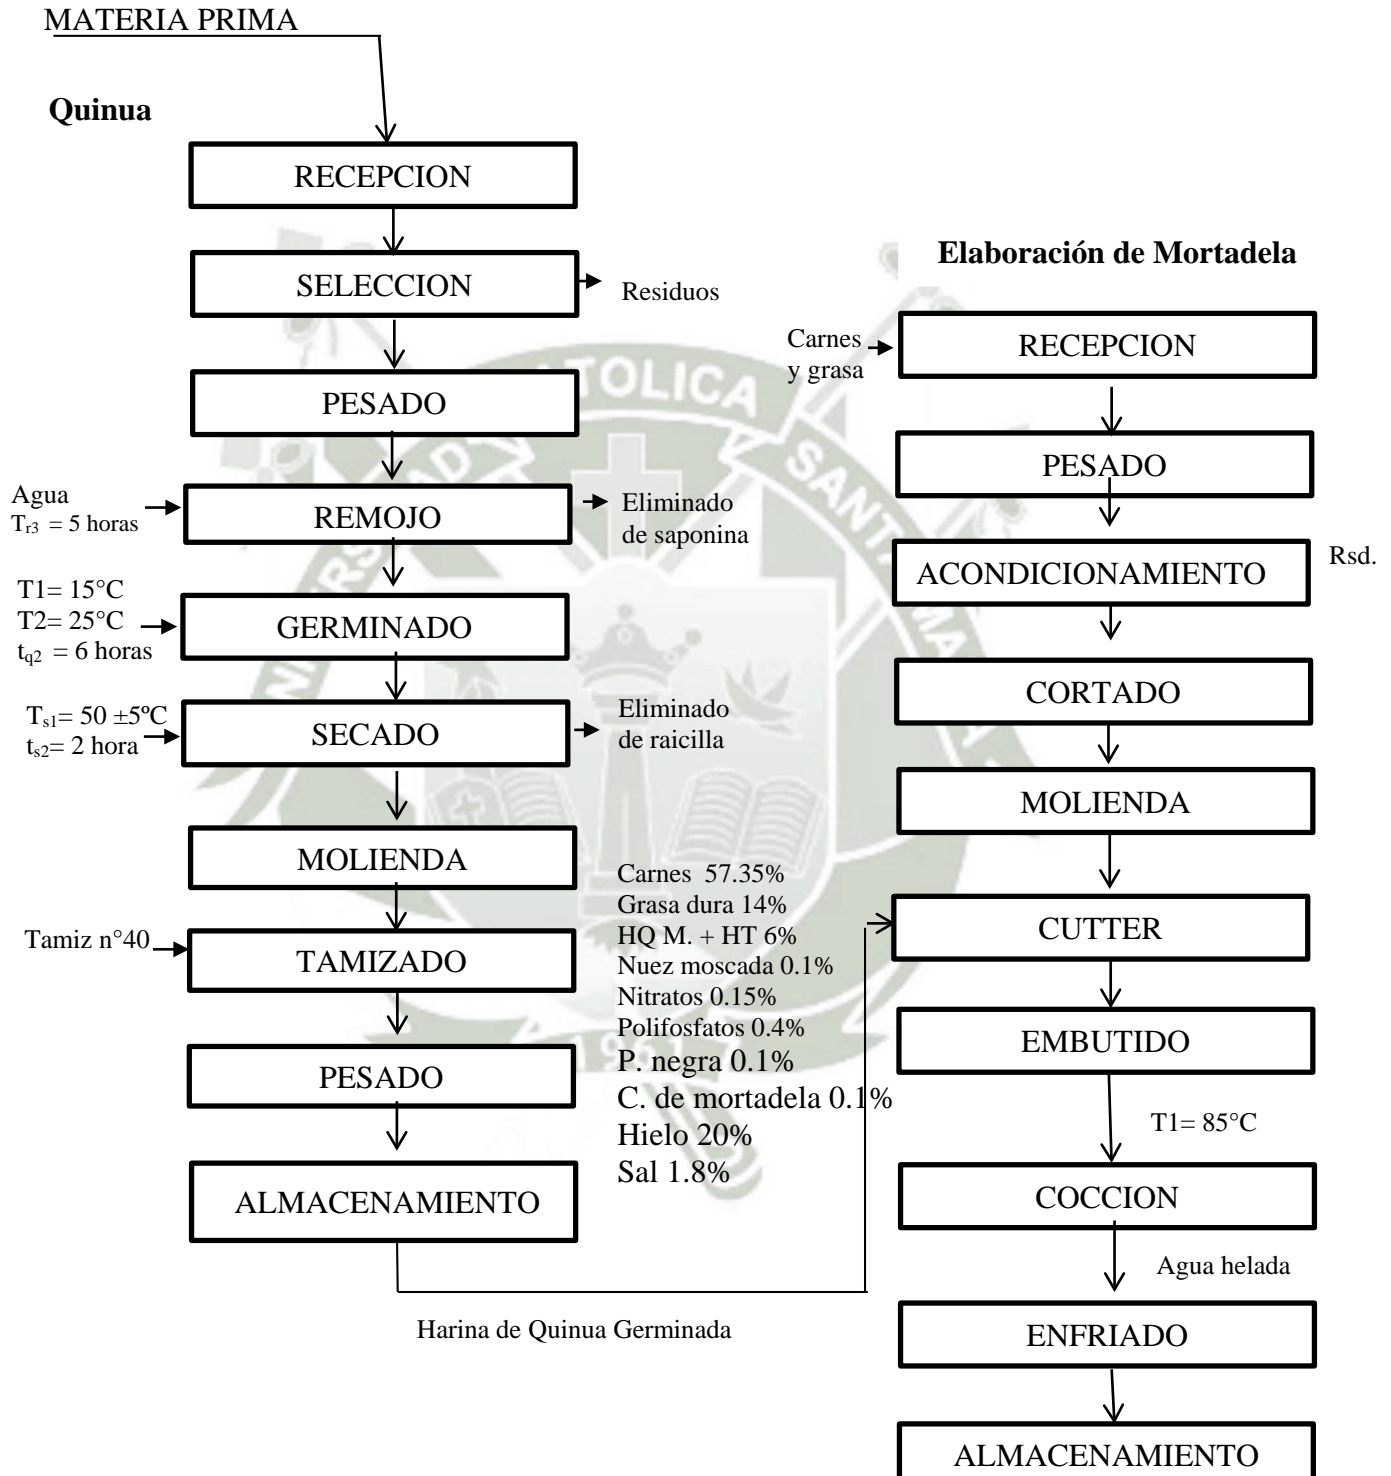 MATERIA PRIMA
Quinua
RECEPCION
SELECCION
Residuos
PESADO
Agua
Tr3 = 5 horas
REMOJO
Eliminado
de saponina
T1= 15°C
T2= 25°C
tq2 = 6 horas
GERMINADO
Ts1= 50 ±5ºC
ts2= 2 hora
SECADO
Eliminado
de raicilla
MOLIENDA
Tamiz n°40
TAMIZADO
PESADO
ALMACENAMIENTO
Harina de Quinua Germinada
Carnes 57.35%
Grasa dura 14%
HQ M. + HT 6%
Nuez moscada 0.1%
Nitratos 0.15%
Polifosfatos 0.4%
P. negra 0.1%
C. de mortadela 0.1%
Hielo 20%
Sal 1.8%
Elaboración de Mortadela
Carnes
y grasa
RECEPCION
PESADO
ACONDICIONAMIENTO
Rsd.
CORTADO
MOLIENDA
CUTTER
EMBUTIDO
T1= 85°C
COCCION
Agua helada
ENFRIADO
ALMACENAMIENTO
CATOLICA
SANTA MA